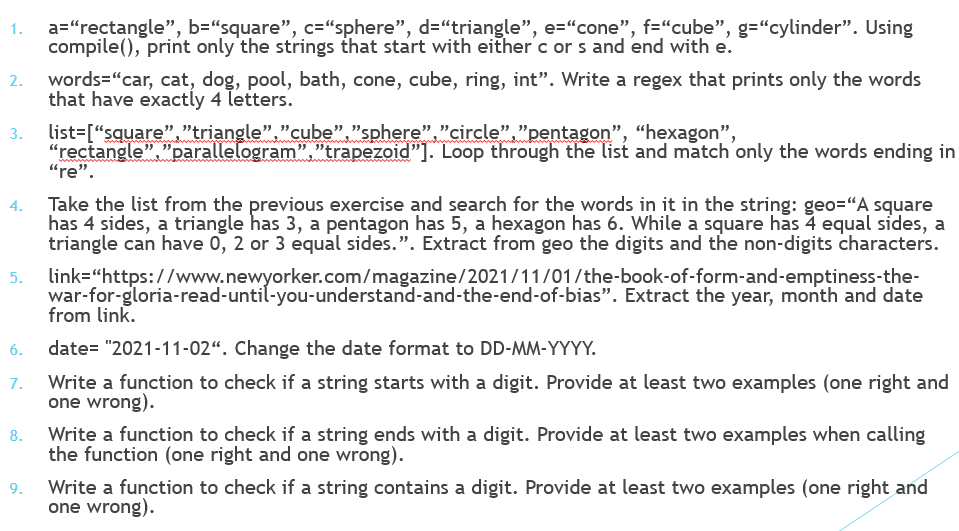 1. a=“rectangle”, b=“square”, c=“sphere”, d=“triangle”, e=“cone”, f=“cube”, g=“cylinder”. Using
compile(), print only the strings that start with either c or s and end with e.
2. words=“car, cat, dog, pool, bath, cone, cube, ring, int”. Write a regex that prints only the words
that have exactly 4 letters.
3. list=[“square”,”triangle”,”cube”,”sphere”,”circle”,”pentagon”, “hexagon”,
“rectangle”,”parallelogram”,”trapezoid”]. Loop through the list and match only the words ending in
“re”.
4. Take the list from the previous exercise and search for the words in it in the string: geo=“A square
has 4 sides, a triangle has 3, a pentagon has 5, a hexagon has 6. While a square has 4 equal sides, a
triangle can have 0, 2 or 3 equal sides.”. Extract from geo the digits and the non-digits characters.
5. link=“https://www.newyorker.com/magazine/2021/11/01/the-book-of-form-and-emptiness-the-
war-for-gloria-read-until-you-understand-and-the-end-of-bias”. Extract the year, month and date
from link.
6. date= "2021-11-02“. Change the date format to DD-MM-YYYY.
7. Write a function to check if a string starts with a digit. Provide at least two examples (one right and
one wrong).
8. Write a function to check if a string ends with a digit. Provide at least two examples when calling
the function (one right and one wrong).
9. Write a function to check if a string contains a digit. Provide at least two examples (one right and
one wrong).